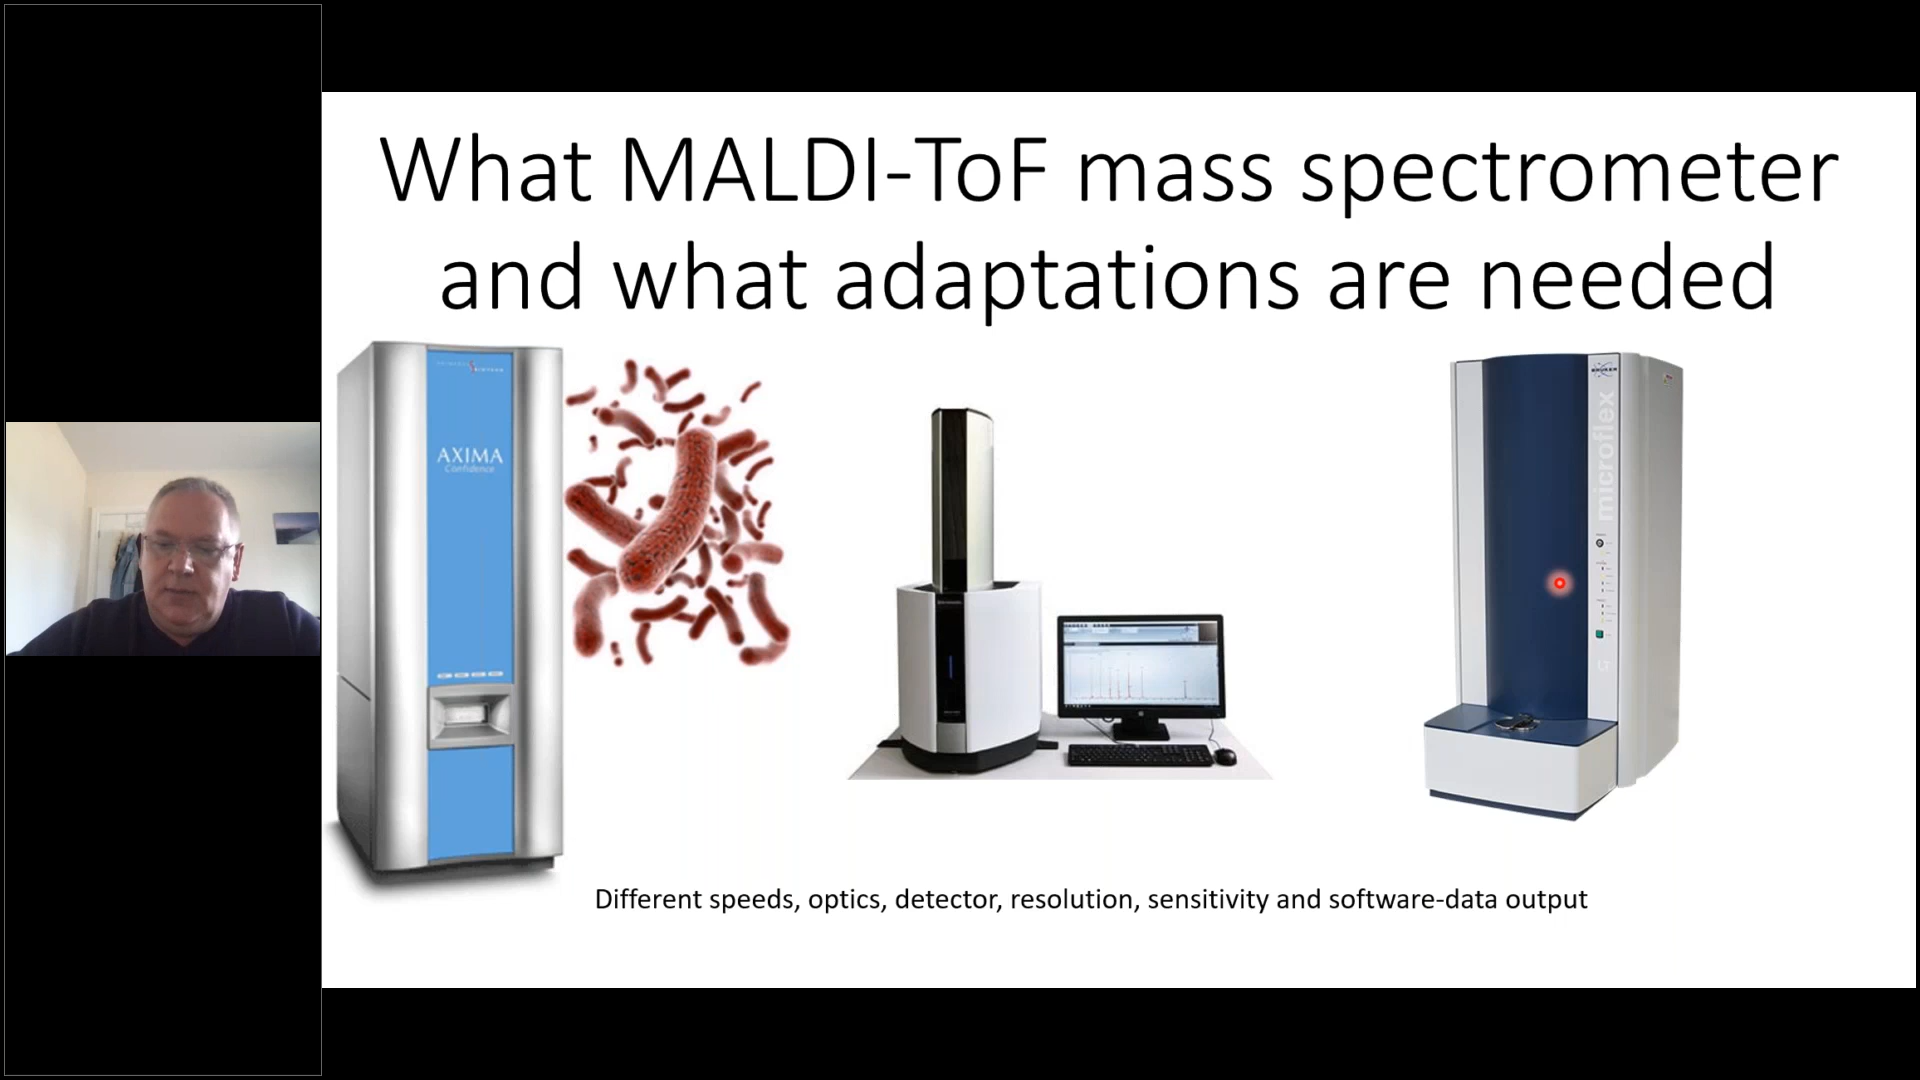 What MALDI-ToF mass spectrometer
and what adaptations are needed
AXIMA
Confidence
BRUKER
microflex
Different speeds, optics, detector, resolution, sensitivity and software-data output